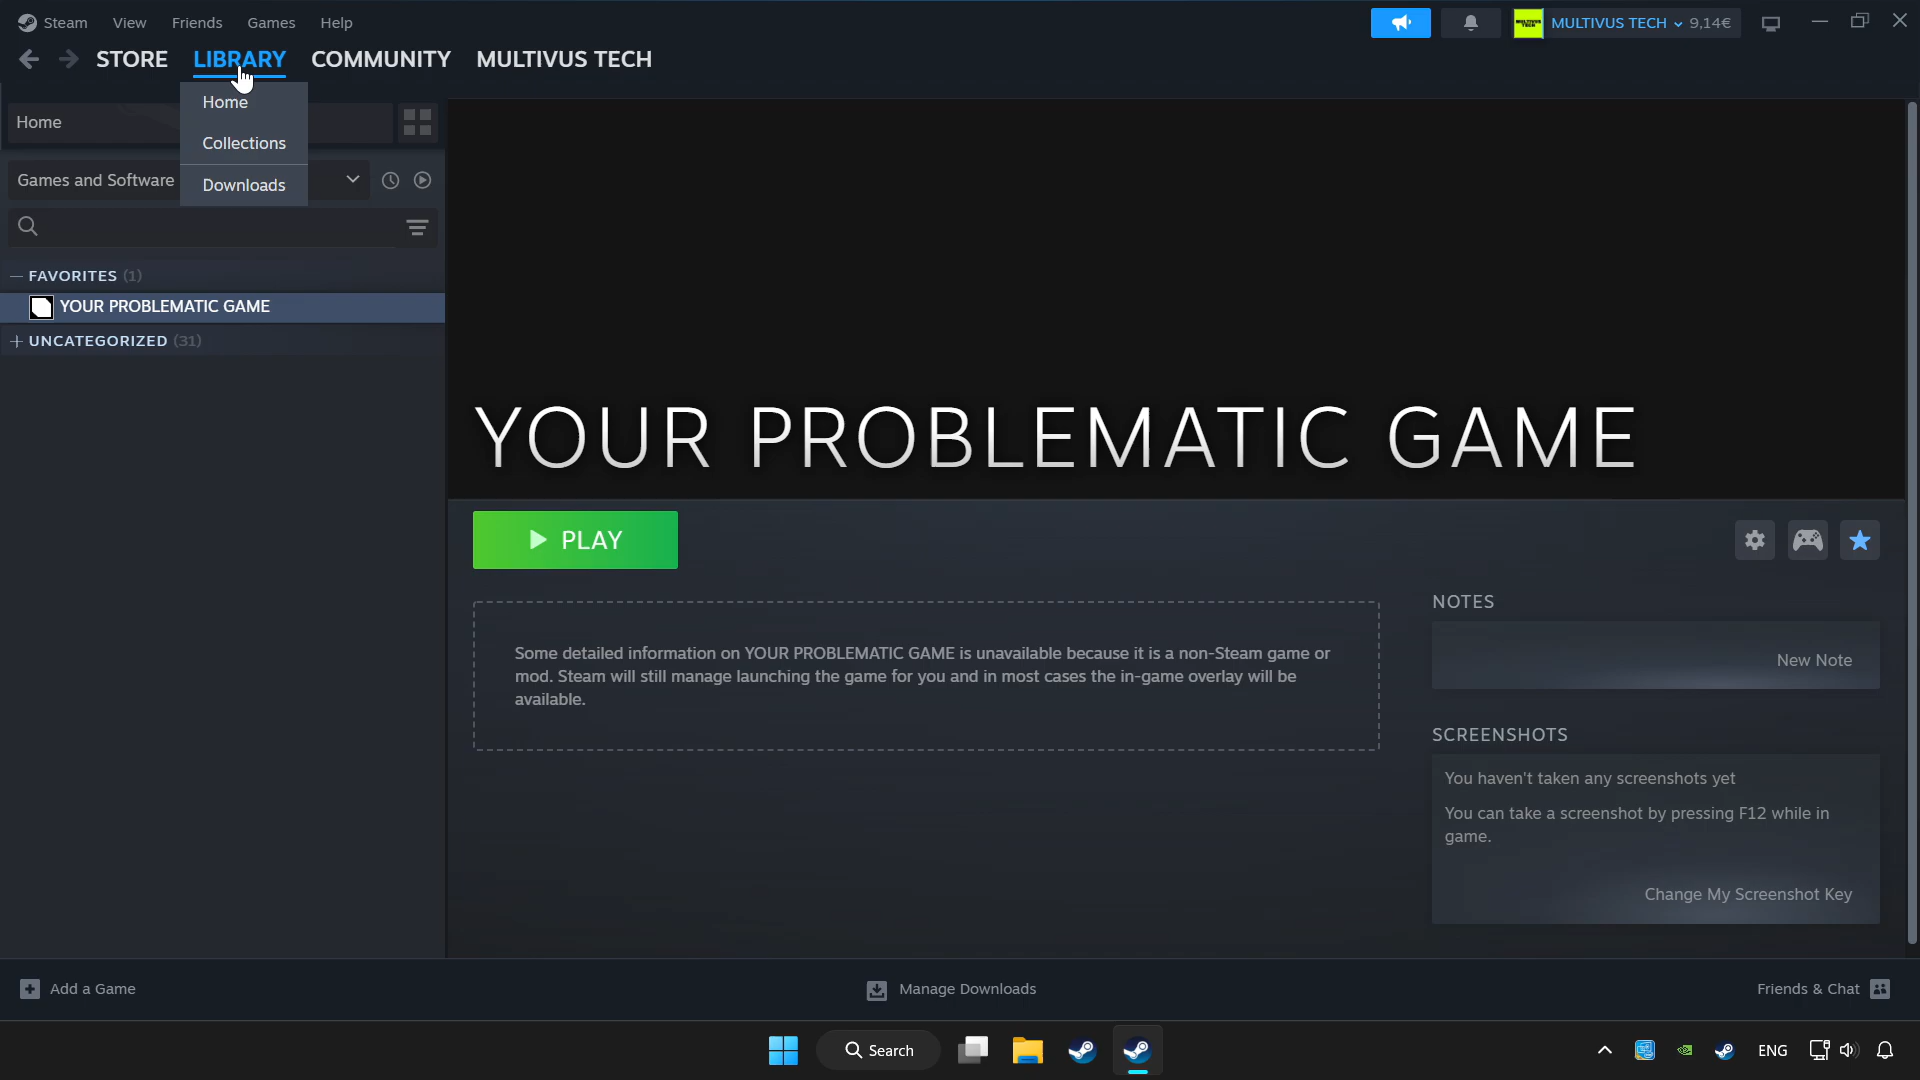 Steam View Friends Games Help
MULTIVUS TECH 9,14€
STORE LIBRARY COMMUNITY MULTIVUS TECH
Home
Collections
Downloads
Home
Games and Software
FAVORITES (1)
YOUR PROBLEMATIC GAME
UNCATEGORIZED (31)
YOUR PROBLEMATIC GAME
PLAY
Some detailed information on YOUR PROBLEMATIC GAME is unavailable because it is a non-Steam game or
mod. Steam will still manage launching the game for you and in most cases the in-game overlay will be
available.
NOTES
New Note
SCREENSHOTS
You haven't taken any screenshots yet
You can take a screenshot by pressing F12 while in
game.
Change My Screenshot Key
Add a Game
Manage Downloads
Friends & Chat
Search
ENG